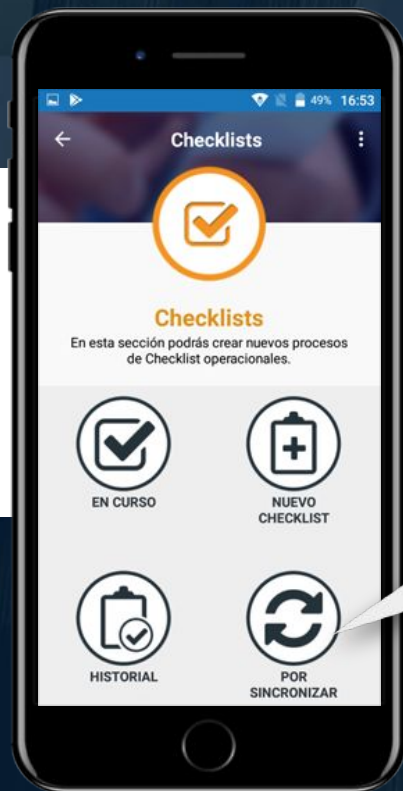 49% 16:53
Checklists
Checklists
En esta sección podrás crear nuevos procesos
de Checklist operacionales.
EN CURSO
NUEVO
CHECKLIST
HISTORIAL
POR
SINCRONIZAR